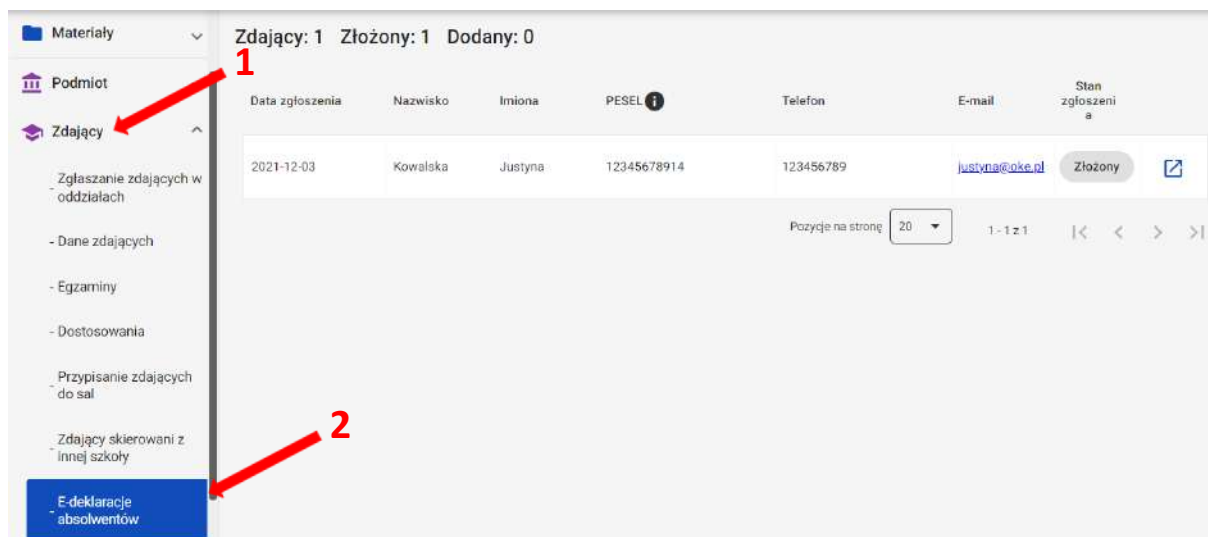 Materiały
Podmiot
Zdający
- Zgłaszanie zdających w
oddziałach
- Dane zdających
- Egzaminy
- Dostosowania
- Przypisanie zdających
do sal
- Zdający skierowani z
innej szkoły
- E-deklaracje
absolwentów
1
2
Zdający: 1 Złożony: 1 Dodany: 0
Data zgłoszenia Nazwisko Imiona PESEL Telefon E-mail Stan
zgłoszeni
a
2021-12-03 Kowalska Justyna 12345678914 123456789 justyna@oke.pl Złożony
Pozycje na stronę 20 1 - 1 z 1